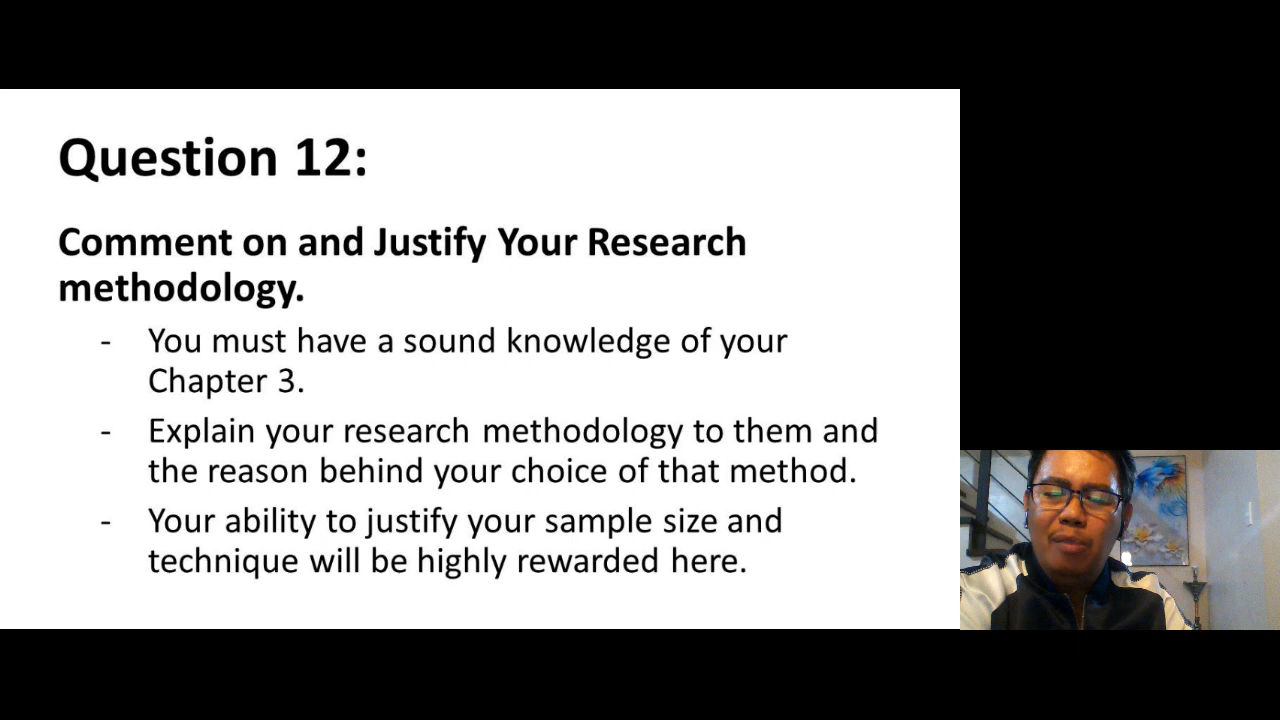 Question 12:
Comment on and Justify Your Research
methodology.
- You must have a sound knowledge of your
Chapter 3.
- Explain your research methodology to them and
the reason behind your choice of that method.
- Your ability to justify your sample size and
technique will be highly rewarded here.